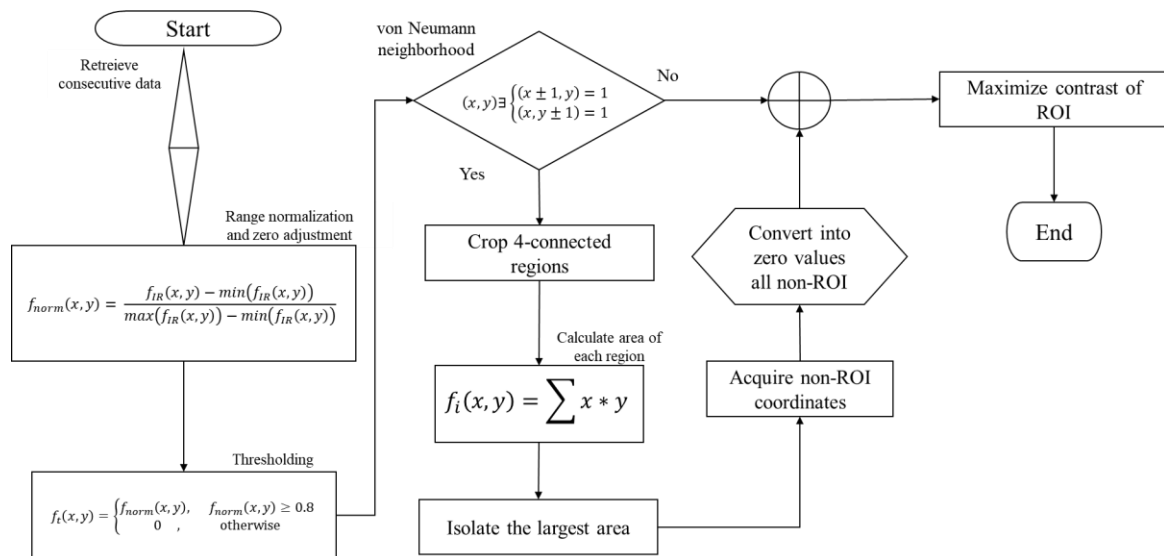 Start
Retreieve
consecutive data
Range normalization
and zero adjustment
f_norm(x, y) = (f_IR(x, y) − min(f_IR(x, y))) / (max(f_IR(x, y)) − min(f_IR(x, y)))
Thresholding
f_t(x, y) = { f_norm(x, y), f_norm(x, y) ≥ 0.8
0 , otherwise
von Neumann
neighborhood
(x, y)∃ { (x ± 1, y) = 1
(x, y ± 1) = 1
No
Yes
Crop 4-connected
regions
Calculate area of
each region
f_i(x, y) = ∑ x ∗ y
Isolate the largest area
Acquire non-ROI
coordinates
Convert into
zero values
all non-ROI
Maximize contrast of
ROI
End